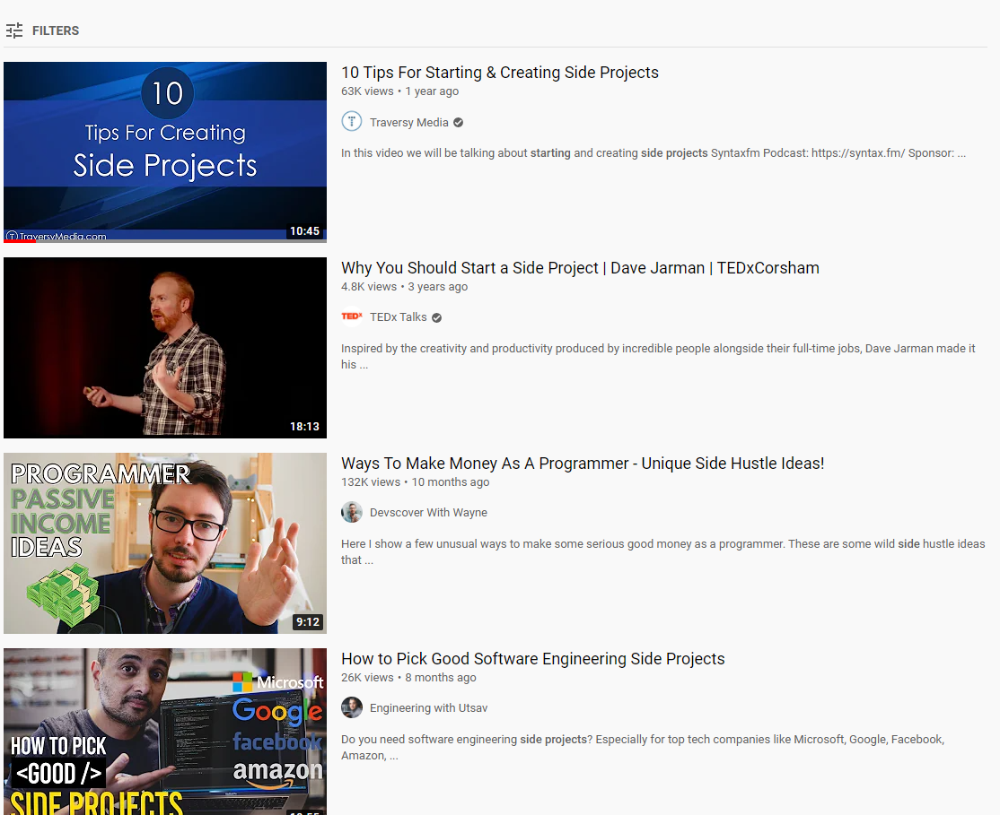 FILTERS
10
Tips For Creating
Side Projects
TraversyMedia.com
10:45
10 Tips For Starting & Creating Side Projects
63K views • 1 year ago
T
Traversy Media
In this video we will be talking about starting and creating side projects Syntaxfm Podcast: https://syntax.fm/ Sponsor: ...
18:13
Why You Should Start a Side Project | Dave Jarman | TEDxCorsham
4.8K views • 3 years ago
TEDx
TEDx Talks
Inspired by the creativity and productivity produced by incredible people alongside their full-time jobs, Dave Jarman made it
his ...
PROGRAMMER
PASSIVE
INCOME
IDEAS
9:12
Ways To Make Money As A Programmer - Unique Side Hustle Ideas!
132K views • 10 months ago
Devscover With Wayne
Here I show a few unusual ways to make some serious good money as a programmer. These are some wild side hustle ideas
that ...
Microsoft
Google
facebook
amazon
HOW TO PICK
<GOOD />
SIDE PROJECTS
How to Pick Good Software Engineering Side Projects
26K views • 8 months ago
Engineering with Utsav
Do you need software engineering side projects? Especially for top tech companies like Microsoft, Google, Facebook,
Amazon, ...